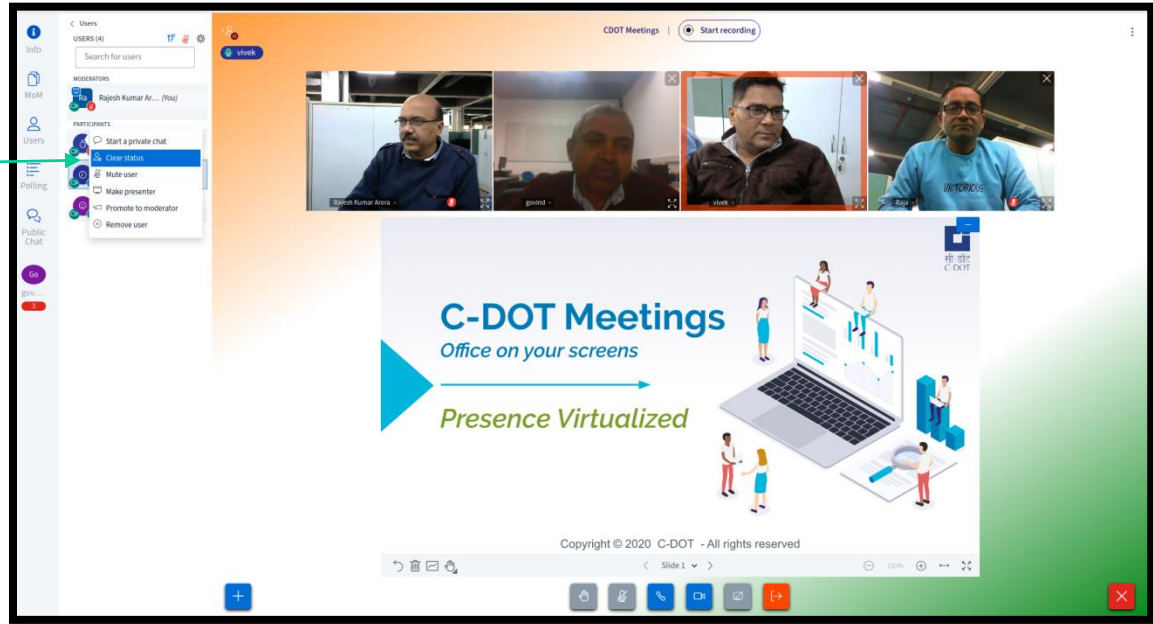 Info
MoM
Users
Polling
Public
Chat
Go
gov...
3
Users
USERS (4)
Search for users
MODERATORS
Ra
Rajesh Kumar Ar... (You)
PARTICIPANTS
Start a private chat
Clear status
Mute user
Make presenter
Promote to moderator
Remove user
CDOT Meetings | Start recording
vivek
Rajesh Kumar Arora
govind
vivek
Raja
VICTORIOUS
सी-डॉट
C-DOT
C-DOT Meetings
Office on your screens
Presence Virtualized
Copyright © 2020 C-DOT - All rights reserved
Slide 1
100%